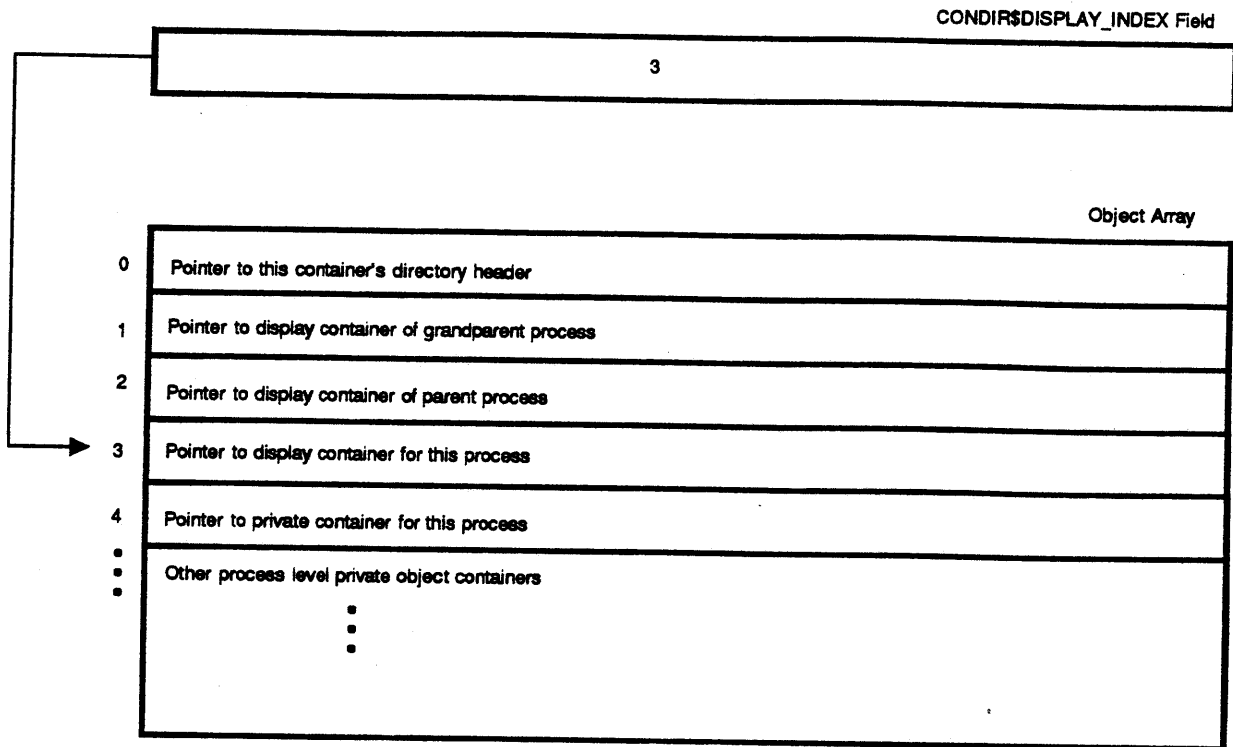 CONDIR$DISPLAY_INDEX Field
3
Object Array
0 Pointer to this container's directory header
1 Pointer to display container of grandparent process
2 Pointer to display container of parent process
3 Pointer to display container for this process
4 Pointer to private container for this process
Other process level private object containers